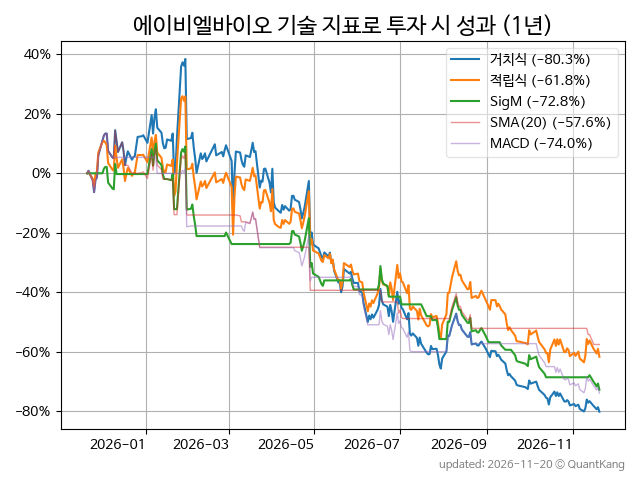 에이비엘바이오 기술 지표로 투자 시 성과 (1년)
40%
20%
0%
−20%
−40%
−60%
−80%
거치식 (−80.3%)
적립식 (−61.8%)
SigM (−72.8%)
SMA(20) (−57.6%)
MACD (−74.0%)
2026-01
2026-03
2026-05
2026-07
2026-09
2026-11
updated: 2026-11-20 © QuantKang